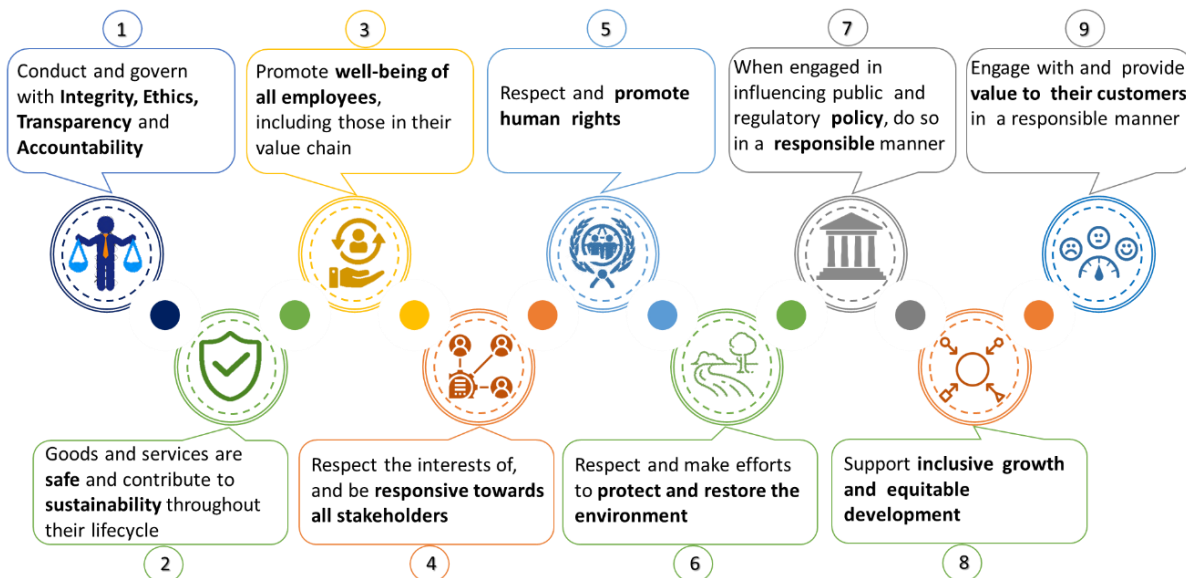 1
Conduct and govern
with Integrity, Ethics,
Transparency and
Accountability
2
Goods and services are
safe and contribute to
sustainability throughout
their lifecycle
3
Promote well-being of
all employees,
including those in their
value chain
4
Respect the interests of,
and be responsive towards
all stakeholders
5
Respect and promote
human rights
6
Respect and make efforts
to protect and restore the
environment
7
When engaged in
influencing public and
regulatory policy, do so
in a responsible manner
8
Support inclusive growth
and equitable
development
9
Engage with and provide
value to their customers
in a responsible manner